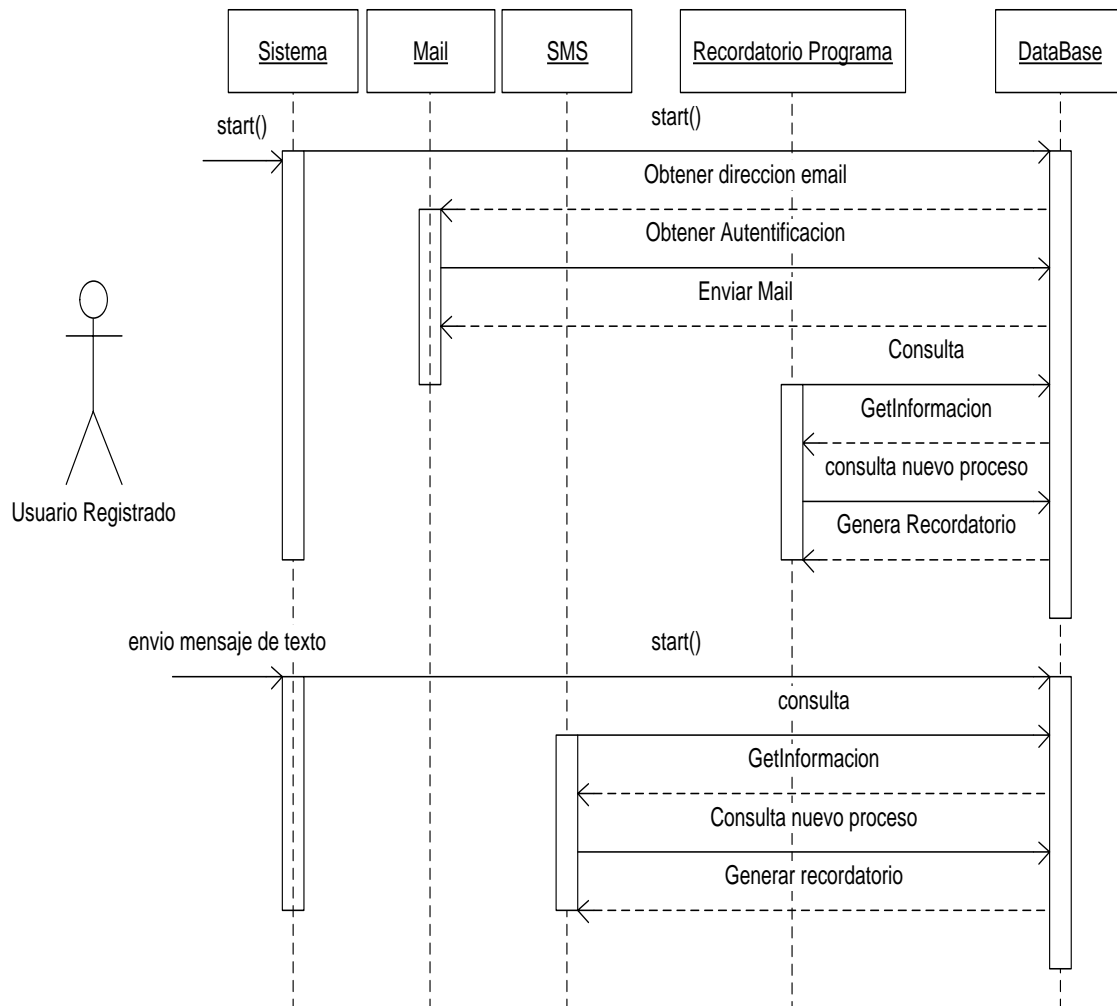 Sistema
Mail
SMS
Recordatorio Programa
DataBase
start()
start()
Obtener direccion email
Obtener Autentificacion
Enviar Mail
Consulta
GetInformacion
consulta nuevo proceso
Usuario Registrado
Genera Recordatorio
envio mensaje de texto
start()
consulta
GetInformacion
Consulta nuevo proceso
Generar recordatorio